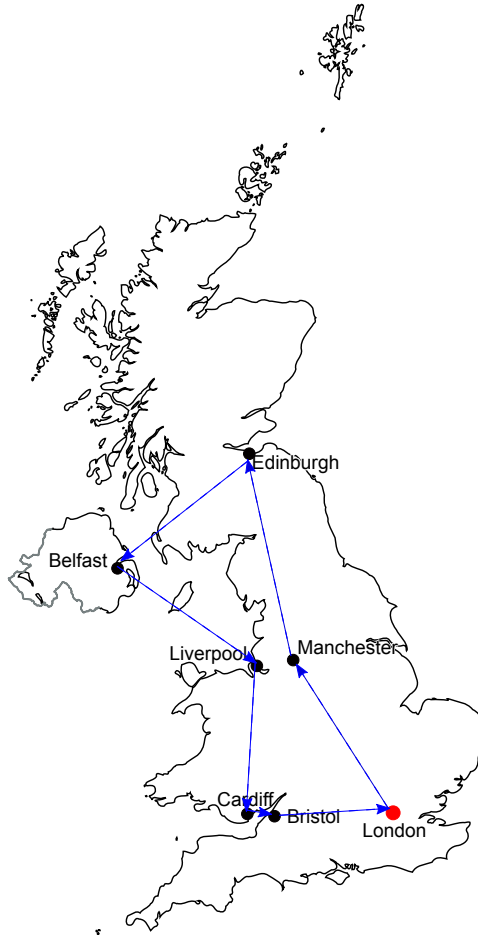 Edinburgh
Belfast
Manchester
Liverpool
Cardiff
Bristol
London